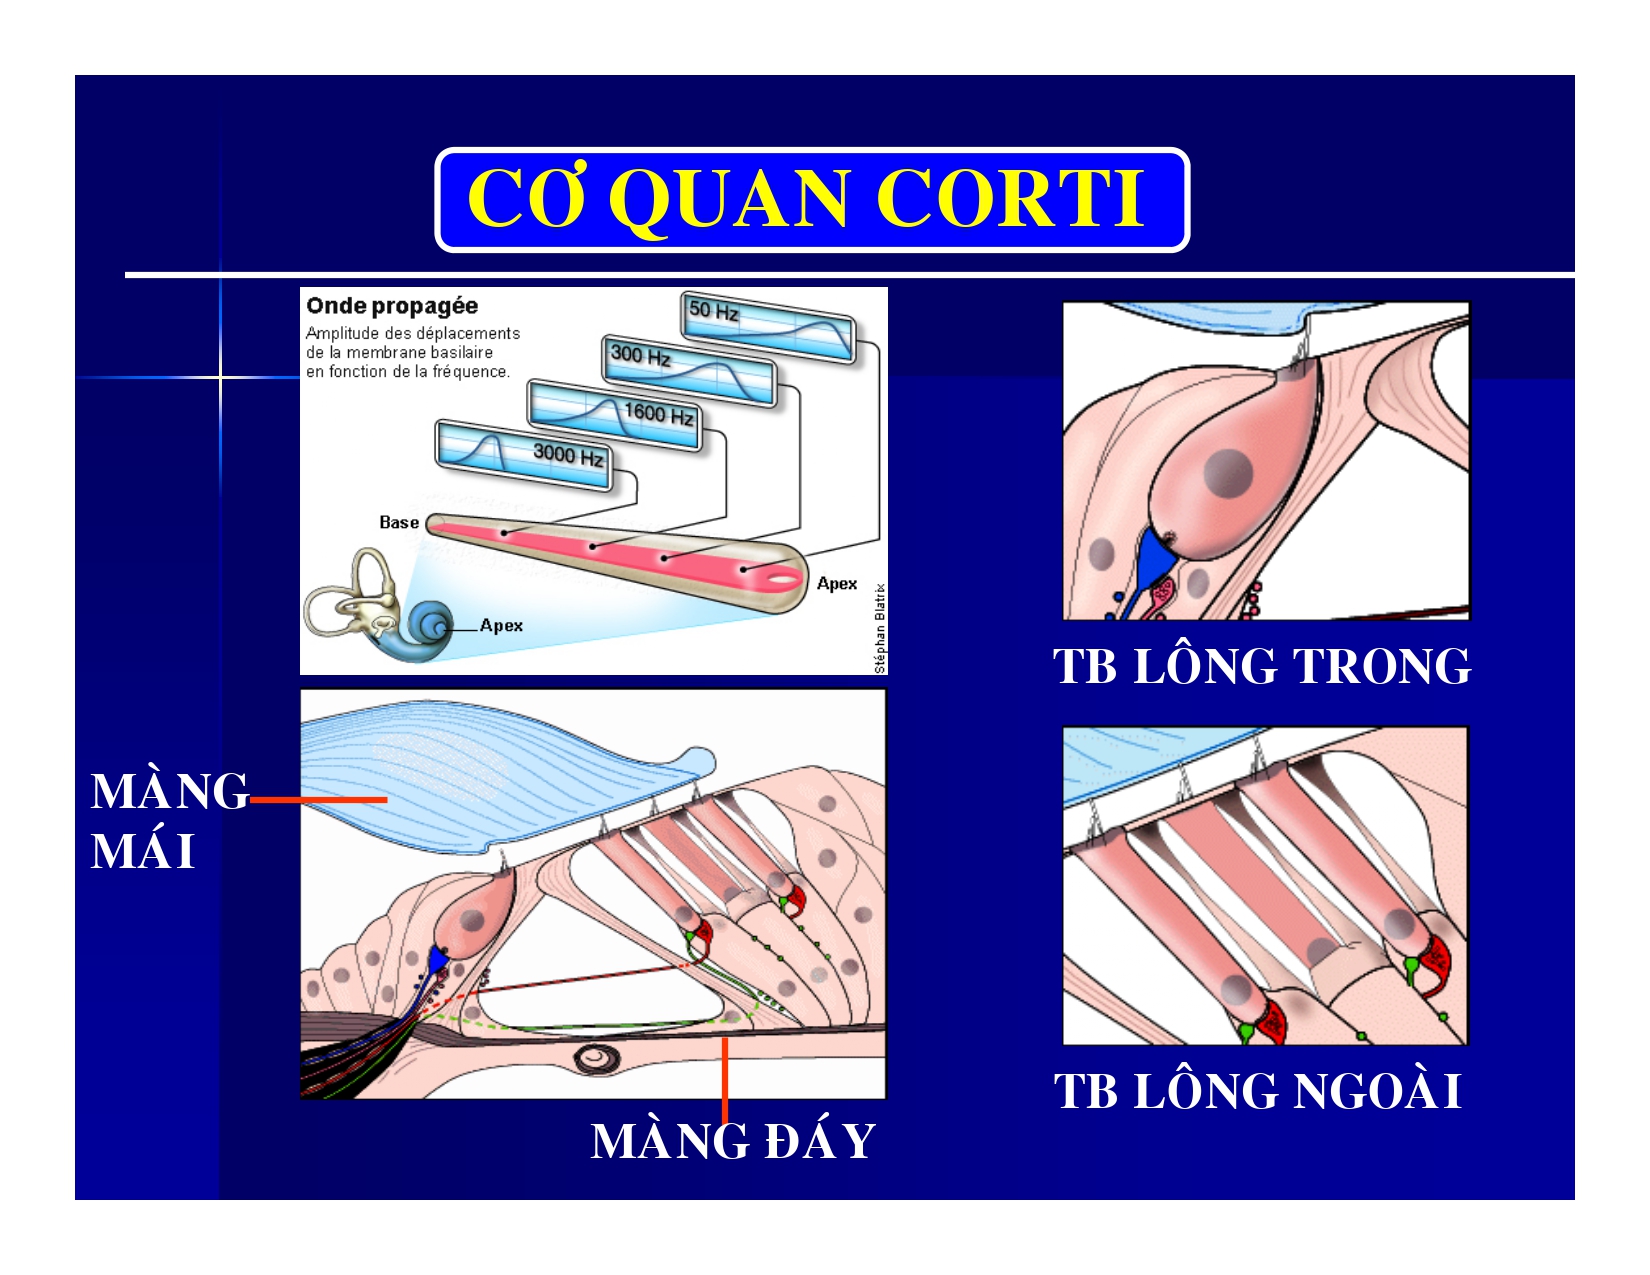 CƠ QUAN CORTI
Onde propagée
Amplitude des déplacements
de la membrane basilaire
en fonction de la fréquence.
50 Hz
300 Hz
1600 Hz
3000 Hz
Base
Apex
Apex
Stéphan Blatrix
TB LÔNG TRONG
MÀNG
MÁI
TB LÔNG NGOÀI
MÀNG ĐÁY